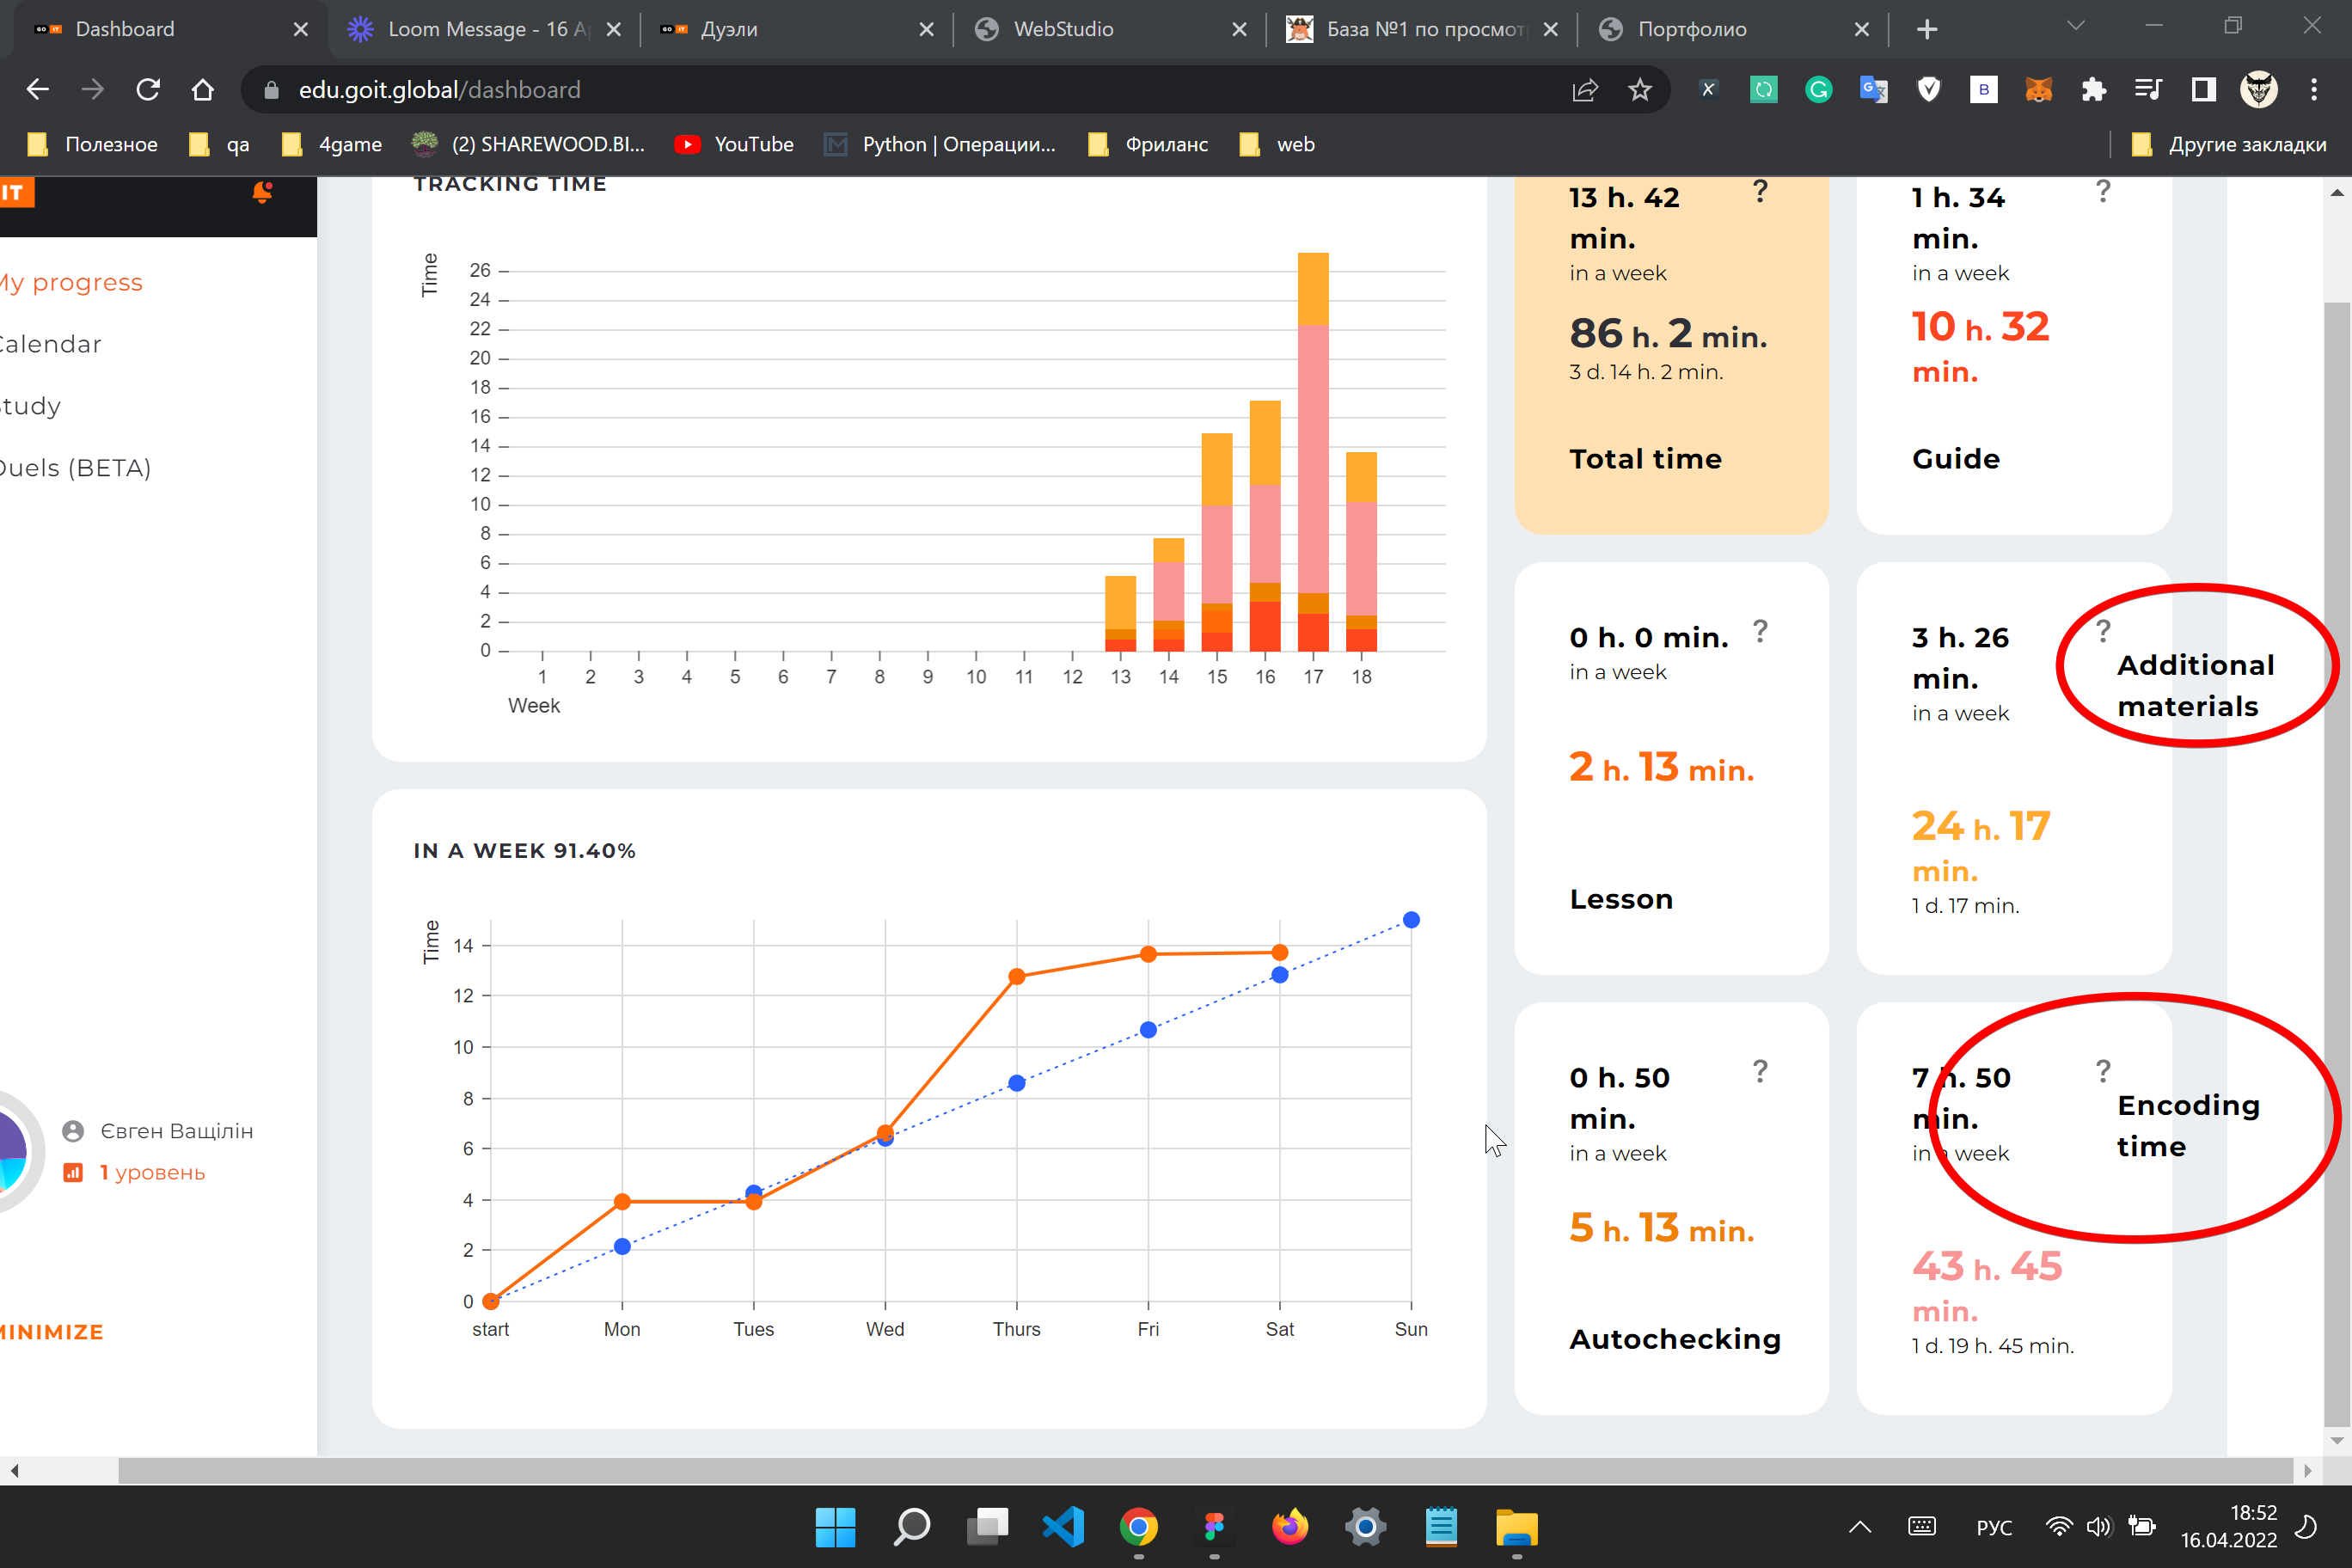 Dashboard
Loom Message - 16 A
Дуэли
WebStudio
База №1 по просмот
Портфолио
edu.goit.global/dashboard
Полезное
qa
4game
(2) SHAREWOOD.BI...
YouTube
Python | Операции...
Фриланс
web
Другие закладки
IT
My progress
Calendar
Study
Duels (BETA)
Євген Ващілін
1 уровень
MINIMIZE
TRACKING TIME
Time
26
24
22
20
18
16
14
12
10
8
6
4
2
0
1 2 3 4 5 6 7 8 9 10 11 12 13 14 15 16 17 18
Week
IN A WEEK 91.40%
Time
14
12
10
8
6
4
2
0
start Mon Tues Wed Thurs Fri Sat Sun
13 h. 42
min.
?
in a week
86 h. 2 min.
3 d. 14 h. 2 min.
Total time
1 h. 34
min.
?
in a week
10 h. 32
min.
Guide
0 h. 0 min.
?
in a week
2 h. 13 min.
Lesson
3 h. 26
min.
?
in a week
Additional
materials
24 h. 17
min.
1 d. 17 min.
0 h. 50
min.
?
in a week
5 h. 13 min.
Autochecking
7 h. 50
min.
?
in a week
Encoding
time
43 h. 45
min.
1 d. 19 h. 45 min.
РУС
18:52
16.04.2022